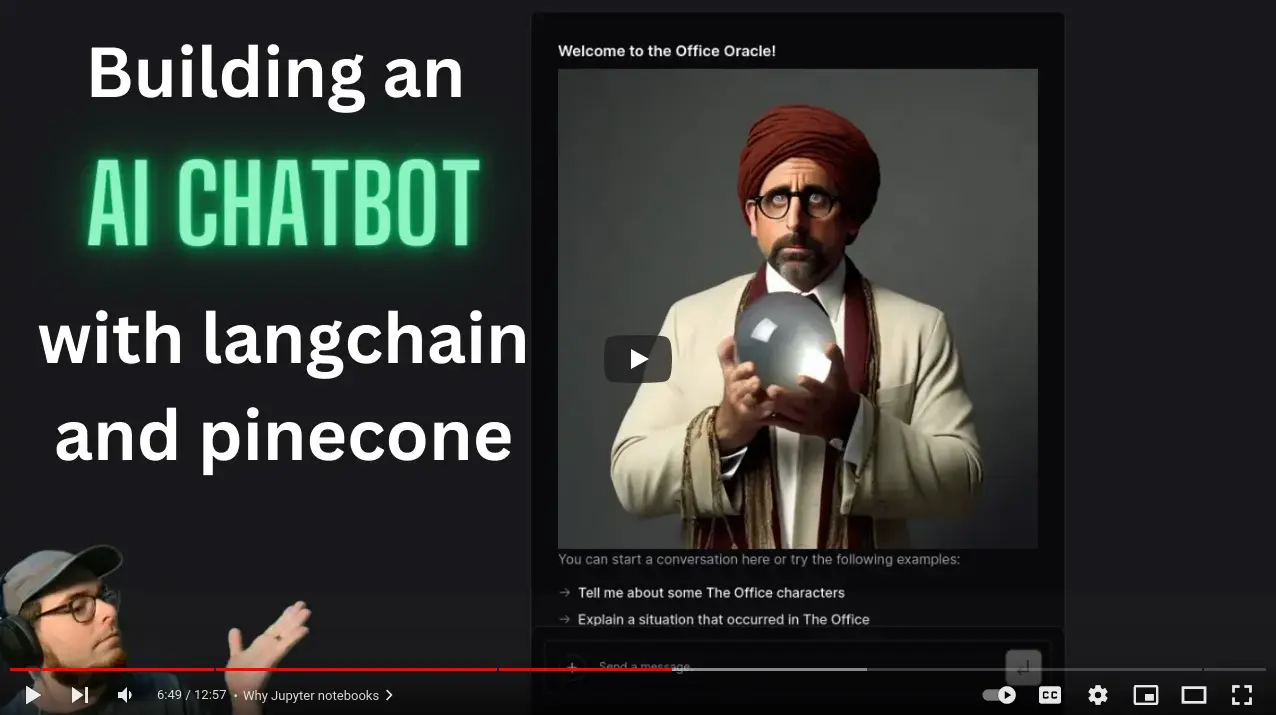 Building an
AI CHATBOT
with langchain
and pinecone
Welcome to the Office Oracle!
You can start a conversation here or try the following examples:
→ Tell me about some The Office characters
→ Explain a situation that occurred in The Office
+ Send a message.
6:49 / 12:57 • Why Jupyter notebooks >
CC